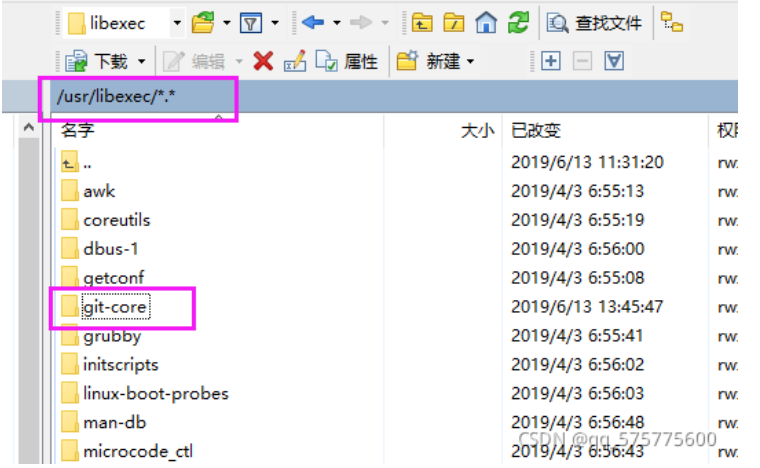 libexec 查找文件
下载 编辑 属性 新建
/usr/libexec/*.*
名字 大小 已改变
.. 2019/6/13 11:31:20 rw
awk 2019/4/3 6:55:13 rw
coreutils 2019/4/3 6:55:19 rw
dbus-1 2019/4/3 6:56:00 rw
getconf 2019/4/3 6:55:08 rw
git-core 2019/6/13 13:45:47 rw
grubby 2019/4/3 6:55:41 rw
initscripts 2019/4/3 6:56:02 rw
linux-boot-probes 2019/4/3 6:56:03 rw
man-db 2019/4/3 6:56:48 rw
microcode_ctl 2019/4/3 6:56:43 rw
CSDN @qq_575775600